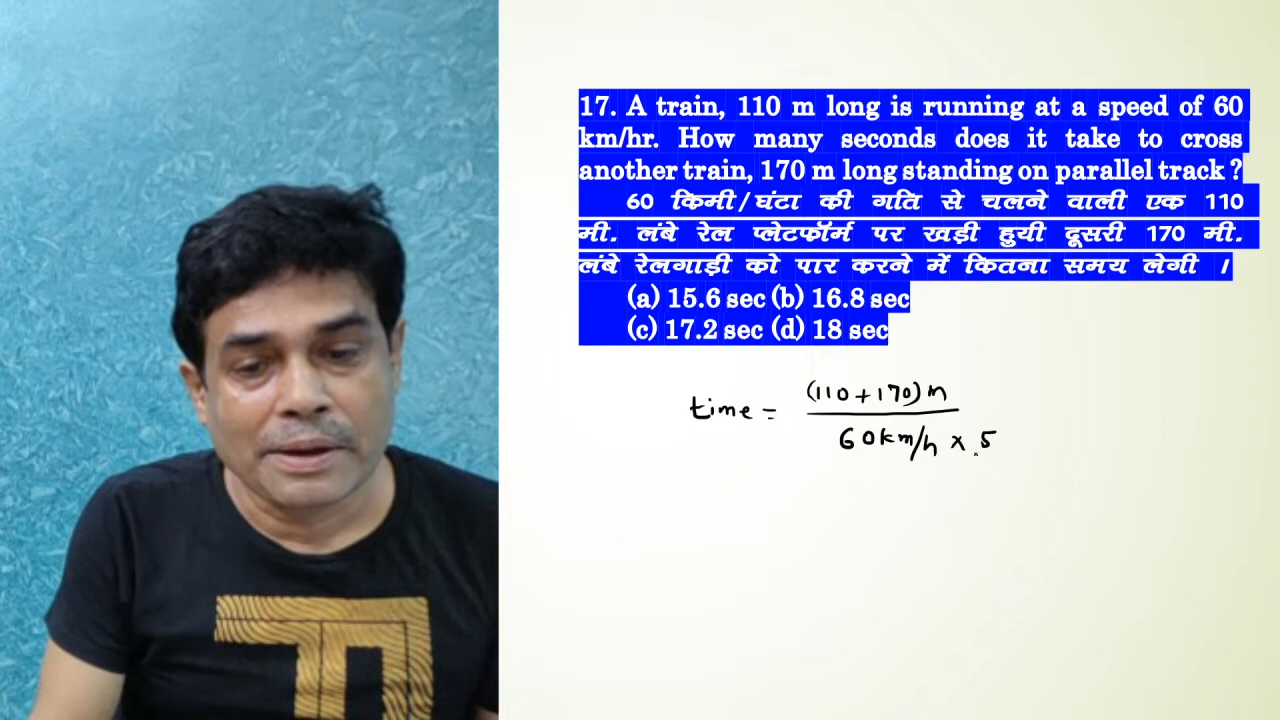 17. A train, 110 m long is running at a speed of 60
km/hr. How many seconds does it take to cross
another train, 170 m long standing on parallel track ?
60 किमी/घंटा की गति से चलने वाली एक 110
मी. लंबे रेल प्लेटफॉर्म पर खड़ी हुयी दूसरी 170 मी.
लंबे रेलगाड़ी को पार करने में कितना समय लेगी ।
(a) 15.6 sec (b) 16.8 sec
(c) 17.2 sec (d) 18 sec
time = (110+170)m
60km/h × 5